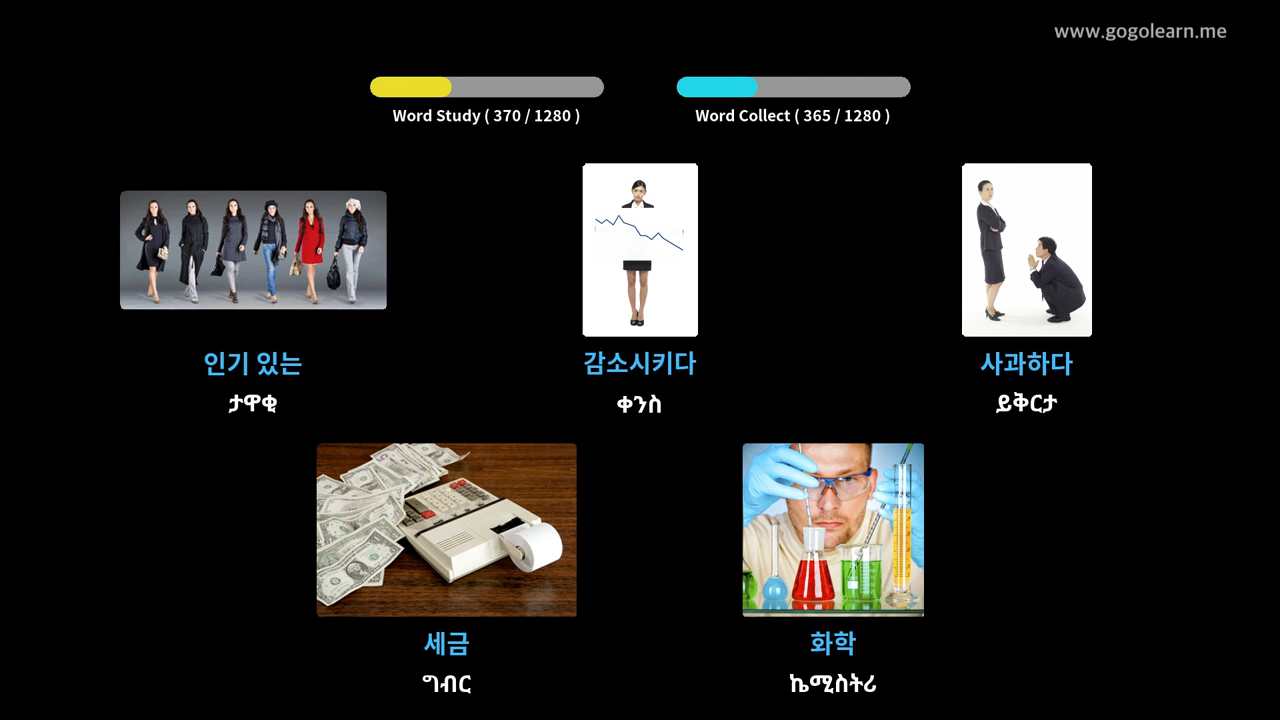 www.gogolearn.me
Word Study ( 370 / 1280 )
Word Collect ( 365 / 1280 )
인기 있는
ታዋቂ
감소시키다
ቀንስ
사과하다
ይቅርታ
세금
ግብር
화학
ኬሚስትሪ